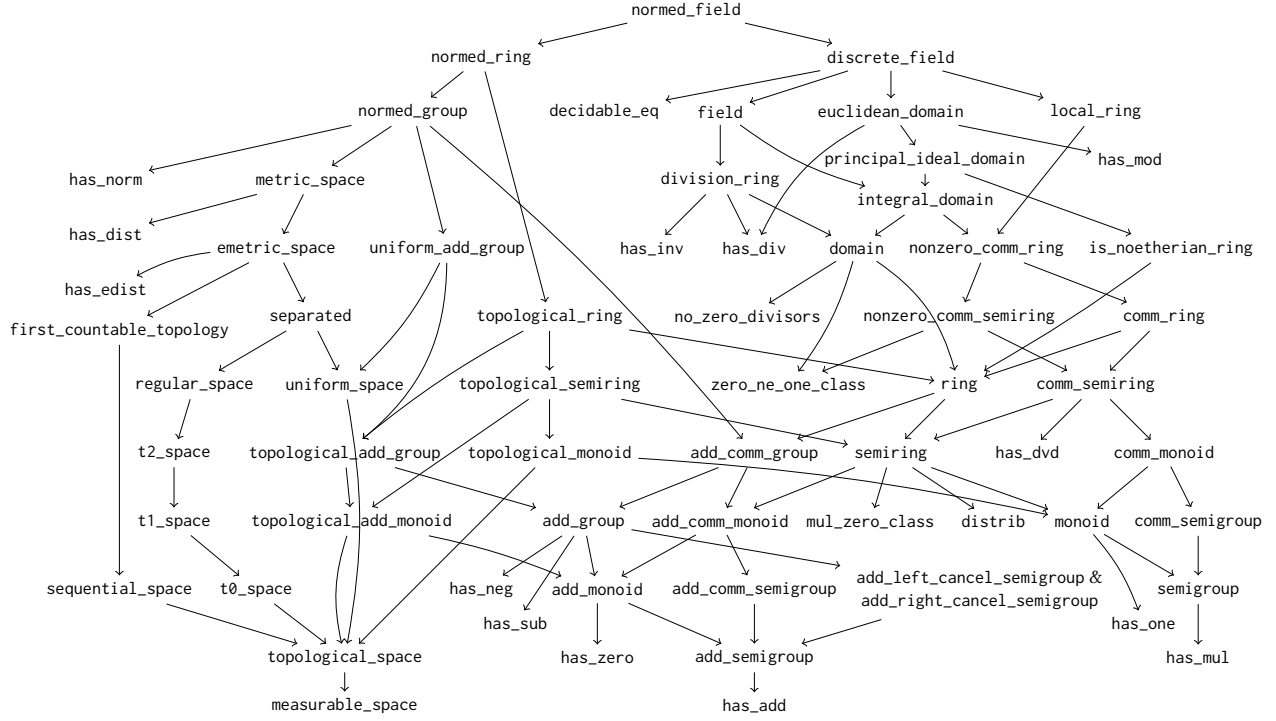 normed_field
normed_ring
discrete_field
normed_group
decidable_eq
field
euclidean_domain
local_ring
has_norm
metric_space
division_ring
principal_ideal_domain
has_mod
integral_domain
has_dist
emetric_space
uniform_add_group
has_inv
has_div
domain
nonzero_comm_ring
is_noetherian_ring
has_edist
first_countable_topology
separated
topological_ring
no_zero_divisors
nonzero_comm_semiring
comm_ring
regular_space
uniform_space
topological_semiring
zero_ne_one_class
ring
comm_semiring
t2_space
topological_add_group
topological_monoid
add_comm_group
semiring
has_dvd
comm_monoid
t1_space
topological_add_monoid
add_group
add_comm_monoid
mul_zero_class
distrib
monoid
comm_semigroup
sequential_space
t0_space
has_neg
add_monoid
add_comm_semigroup
add_left_cancel_semigroup &
add_right_cancel_semigroup
semigroup
has_sub
has_one
topological_space
has_zero
add_semigroup
has_mul
measurable_space
has_add